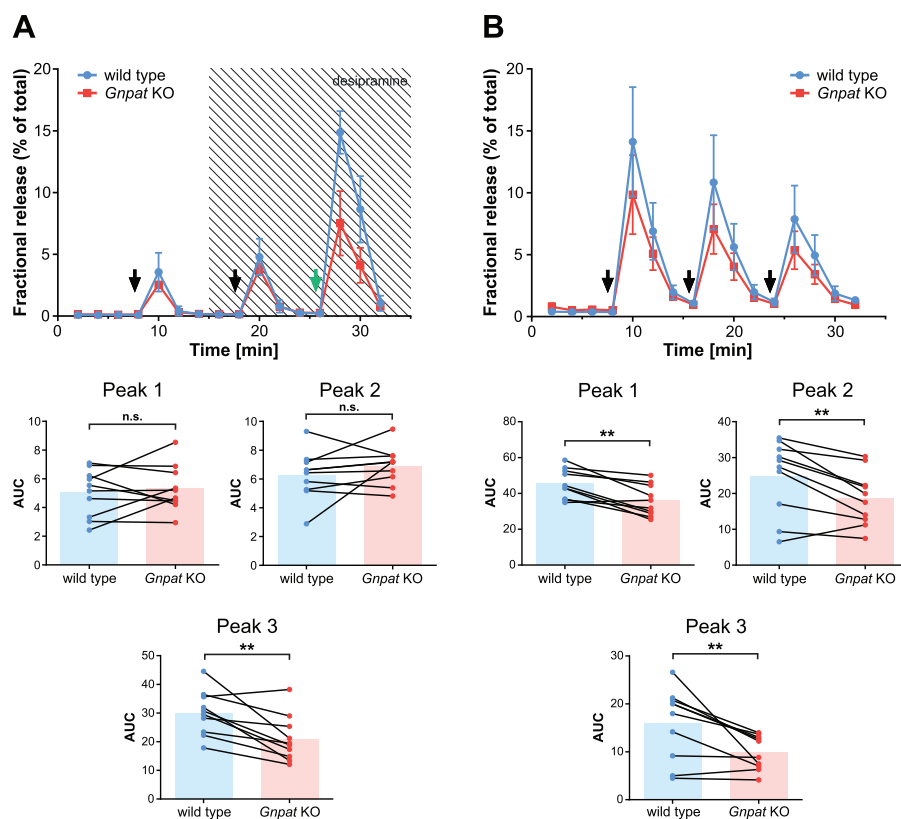 A
B
wild type
Gnpat KO
desipramine
Fractional release (% of total)
20
15
10
5
0
0
10
20
30
Time [min]
wild type
Gnpat KO
Fractional release (% of total)
20
15
10
5
0
0
10
20
30
Time [min]
Peak 1
n.s.
AUC
10
8
6
4
2
0
wild type
Gnpat KO
Peak 2
n.s.
AUC
10
8
6
4
2
0
wild type
Gnpat KO
Peak 1
**
AUC
80
60
40
20
0
wild type
Gnpat KO
Peak 2
**
AUC
40
30
20
10
0
wild type
Gnpat KO
Peak 3
**
AUC
50
40
30
20
10
0
wild type
Gnpat KO
Peak 3
**
AUC
30
20
10
0
wild type
Gnpat KO